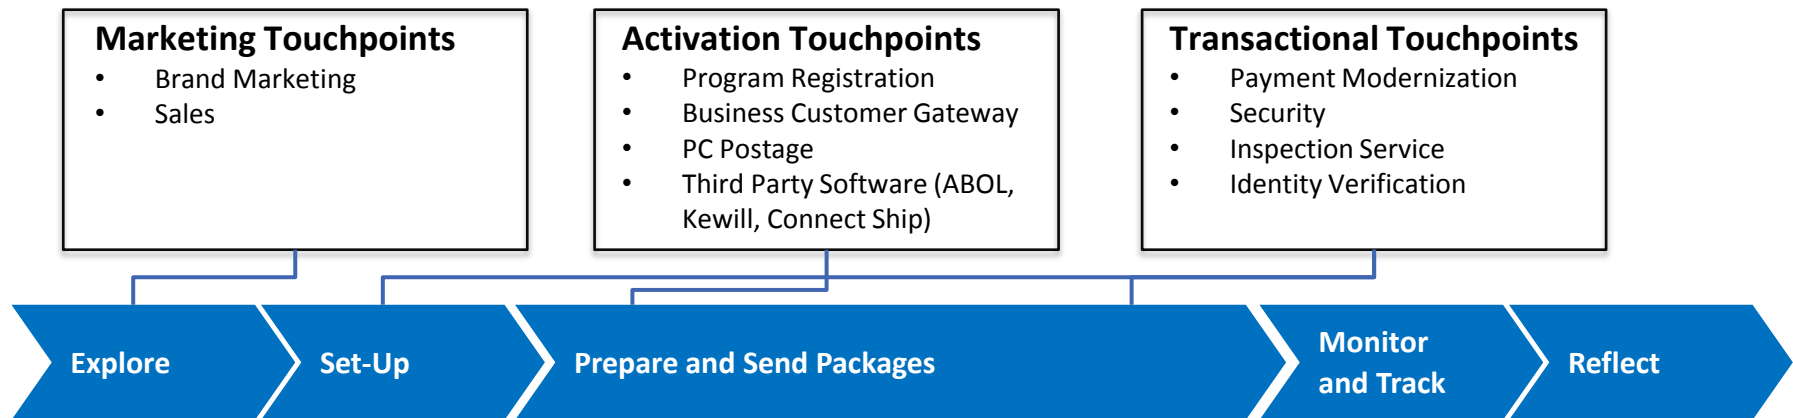 Marketing Touchpoints
• Brand Marketing
• Sales
Activation Touchpoints
• Program Registration
• Business Customer Gateway
• PC Postage
• Third Party Software (ABOL,
Kewill, Connect Ship)
Transactional Touchpoints
• Payment Modernization
• Security
• Inspection Service
• Identity Verification
Explore
Set-Up
Prepare and Send Packages
Monitor
and Track
Reflect